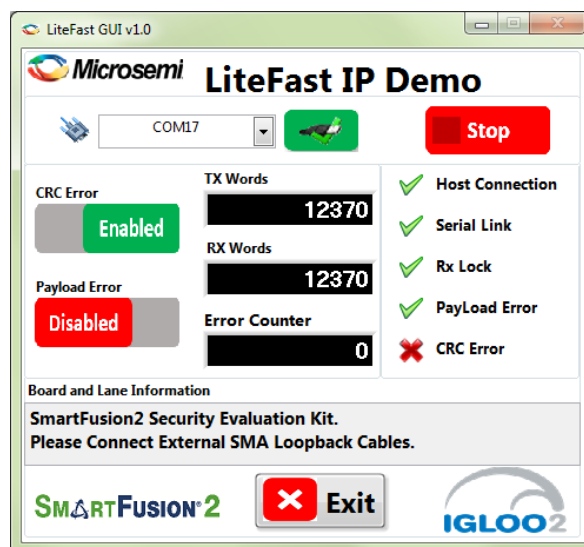 LiteFast GUI v1.0
Microsemi
LiteFast IP Demo
COM17
Stop
CRC Error
Enabled
Payload Error
Disabled
TX Words
12370
RX Words
12370
Error Counter
0
Host Connection
Serial Link
Rx Lock
PayLoad Error
CRC Error
Board and Lane Information
SmartFusion2 Security Evaluation Kit.
Please Connect External SMA Loopback Cables.
SMARTFUSION®2
Exit
IGLOO2